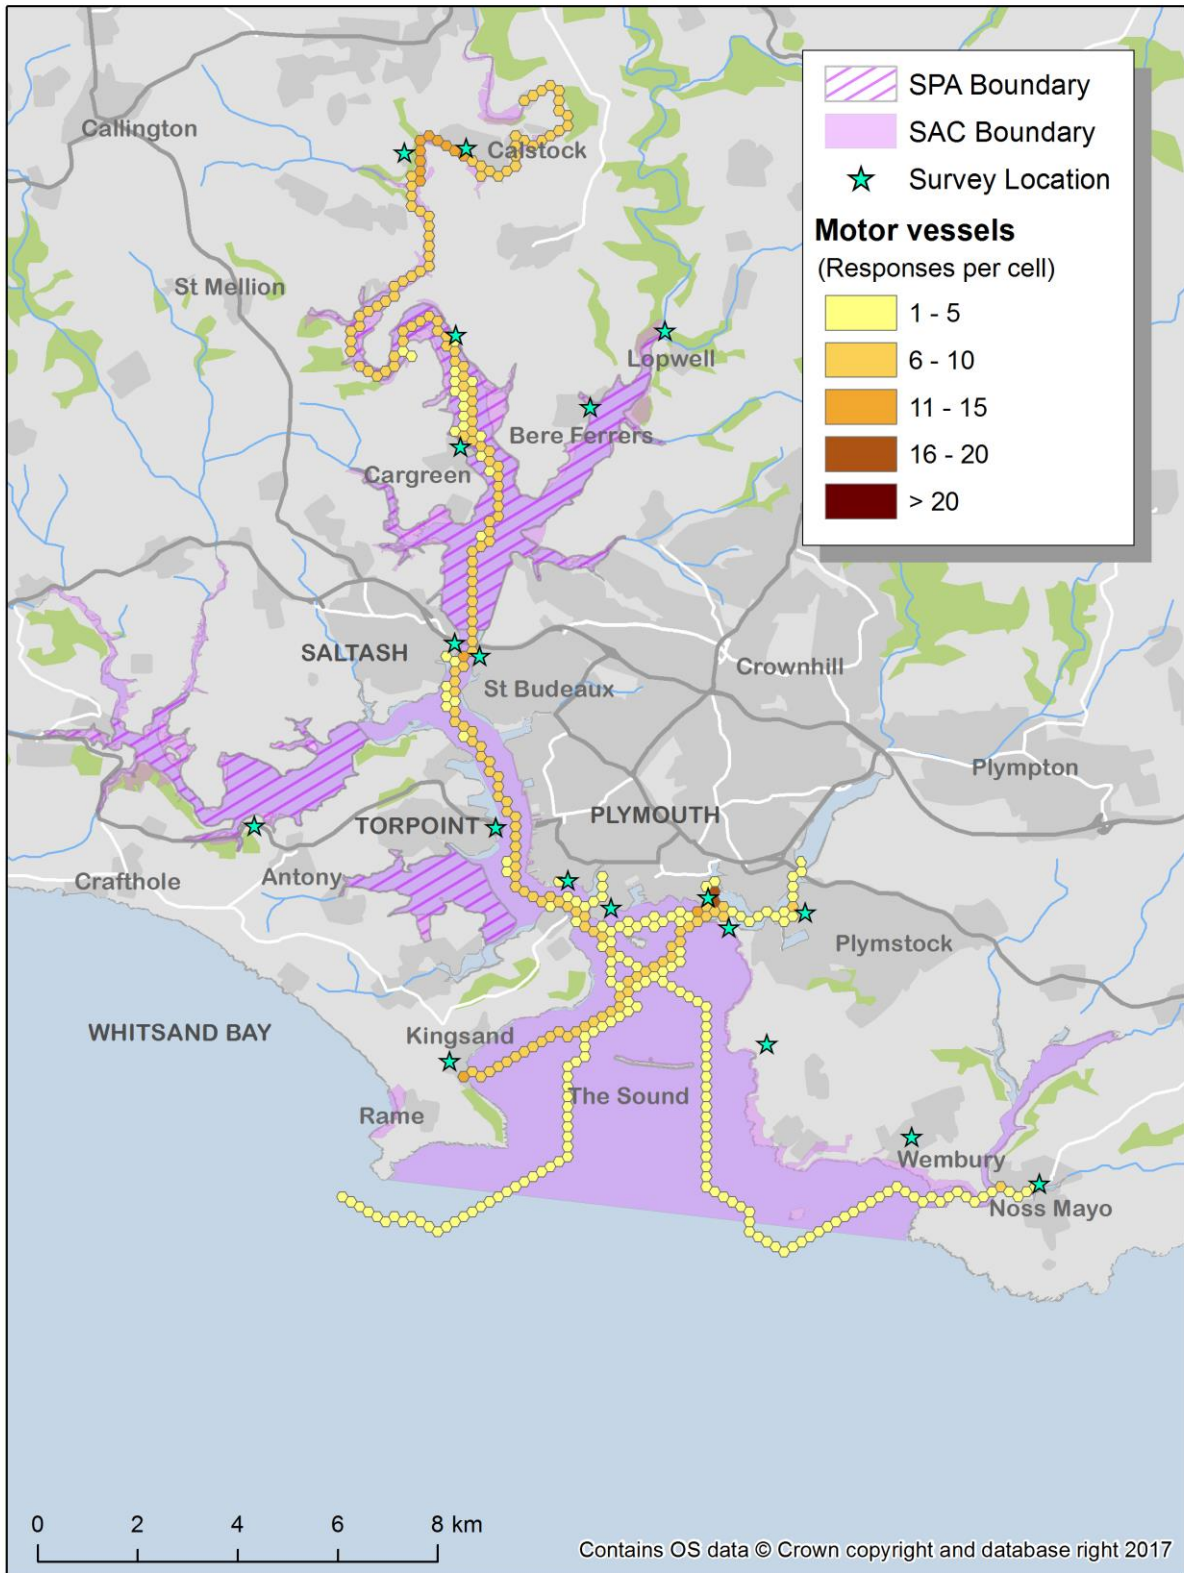 SPA Boundary
SAC Boundary
Survey Location
Motor vessels
(Responses per cell)
1 - 5
6 - 10
11 - 15
16 - 20
> 20
Callington
Calstock
St Mellion
Lopwell
Bere Ferrers
Cargreen
SALTASH
St Budeaux
Crownhill
Plympton
TORPOINT
PLYMOUTH
Crafthole
Antony
Plymstock
WHITSAND BAY
Kingsand
The Sound
Rame
Wembury
Noss Mayo
0 2 4 6 8 km
Contains OS data © Crown copyright and database right 2017